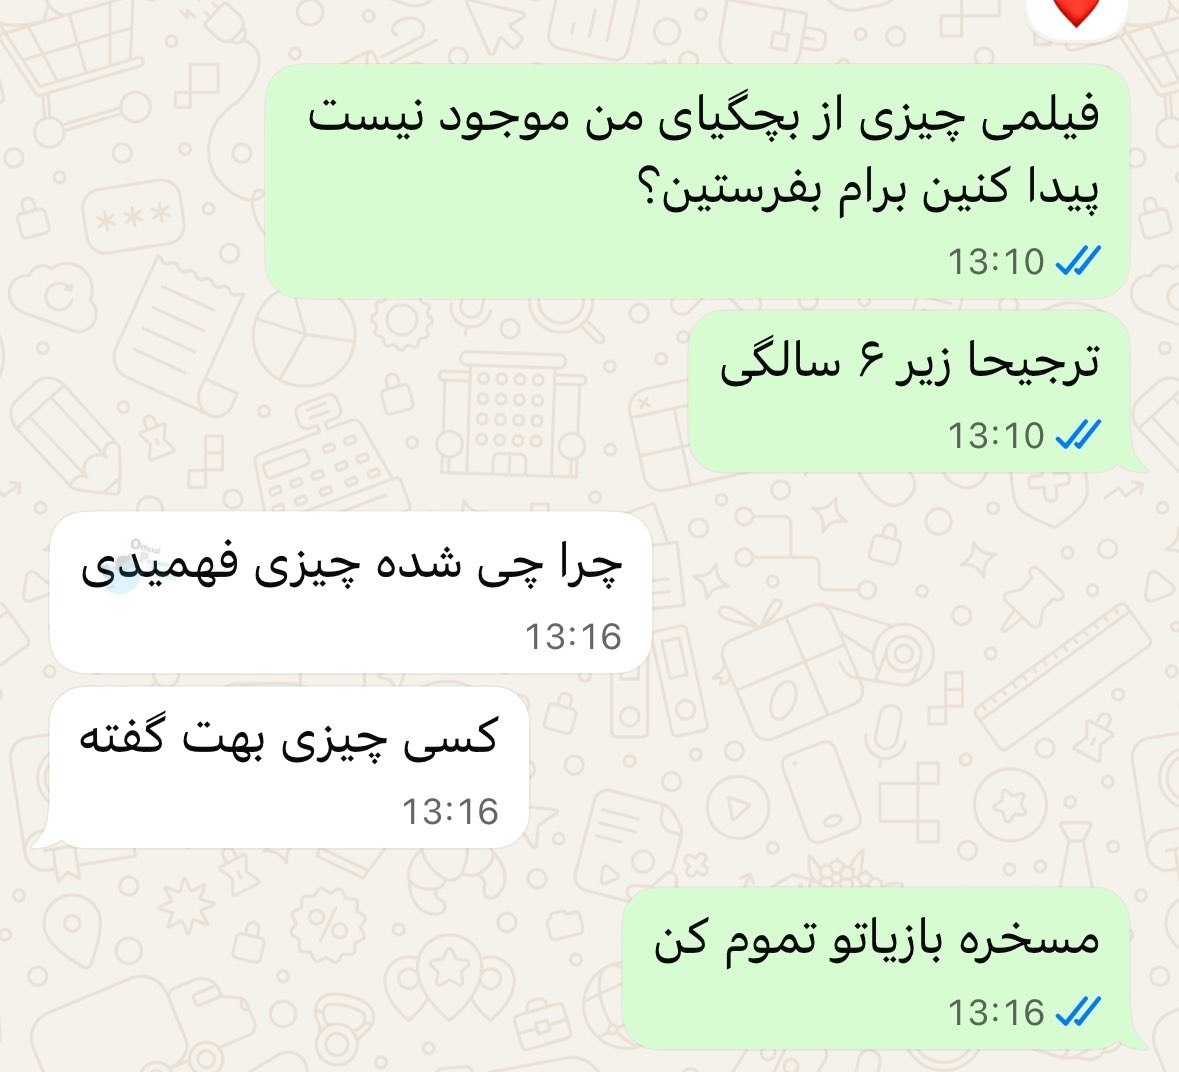 فیلمی چیزی از بچگیای من موجود نیست
پیدا کنین برام بفرستین؟
13:10
ترجیحا زیر ۶ سالگی
13:10
چرا چی شده چیزی فهمیدی
13:16
کسی چیزی بهت گفته
13:16
مسخره بازیاتو تموم کن
13:16